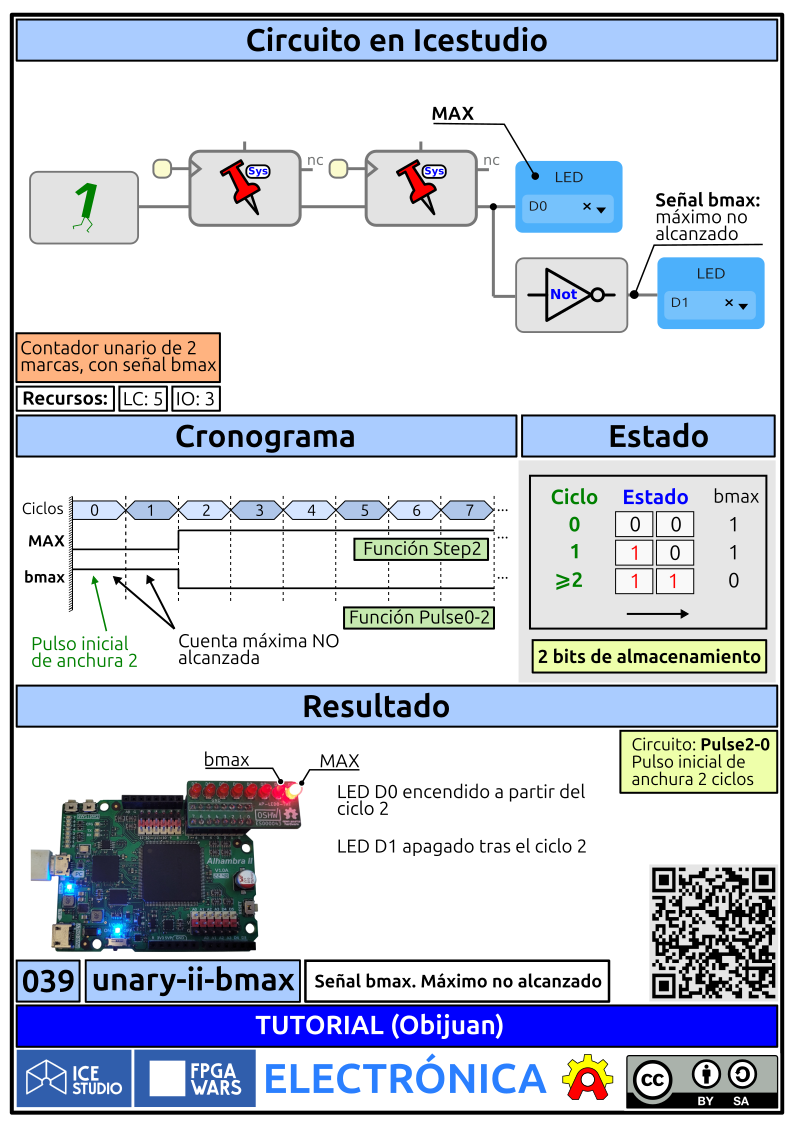 Circuito en Icestudio
MAX
1
Sys
nc
Sys
nc
LED
D0
Señal bmax:
máximo no
alcanzado
Not
LED
D1
Contador unario de 2
marcas, con señal bmax
Recursos: LC: 5 IO: 3
Cronograma
Ciclos 0 1 2 3 4 5 6 7 ...
MAX ...
Función Step2
bmax ...
Función Pulse0-2
Pulso inicial
de anchura 2
Cuenta máxima NO
alcanzada
Estado
Ciclo Estado bmax
0 0 0 1
1 1 0 1
⩾2 1 1 0
2 bits de almacenamiento
Resultado
bmax MAX
OSHW
Alhambra II
LED D0 encendido a partir del
ciclo 2
LED D1 apagado tras el ciclo 2
Circuito: Pulse2-0
Pulso inicial de
anchura 2 ciclos
039 unary-ii-bmax Señal bmax. Máximo no alcanzado
TUTORIAL (Obijuan)
ICE
STUDIO
FPGA
WARS
ELECTRÓNICA
A
cc
BY SA